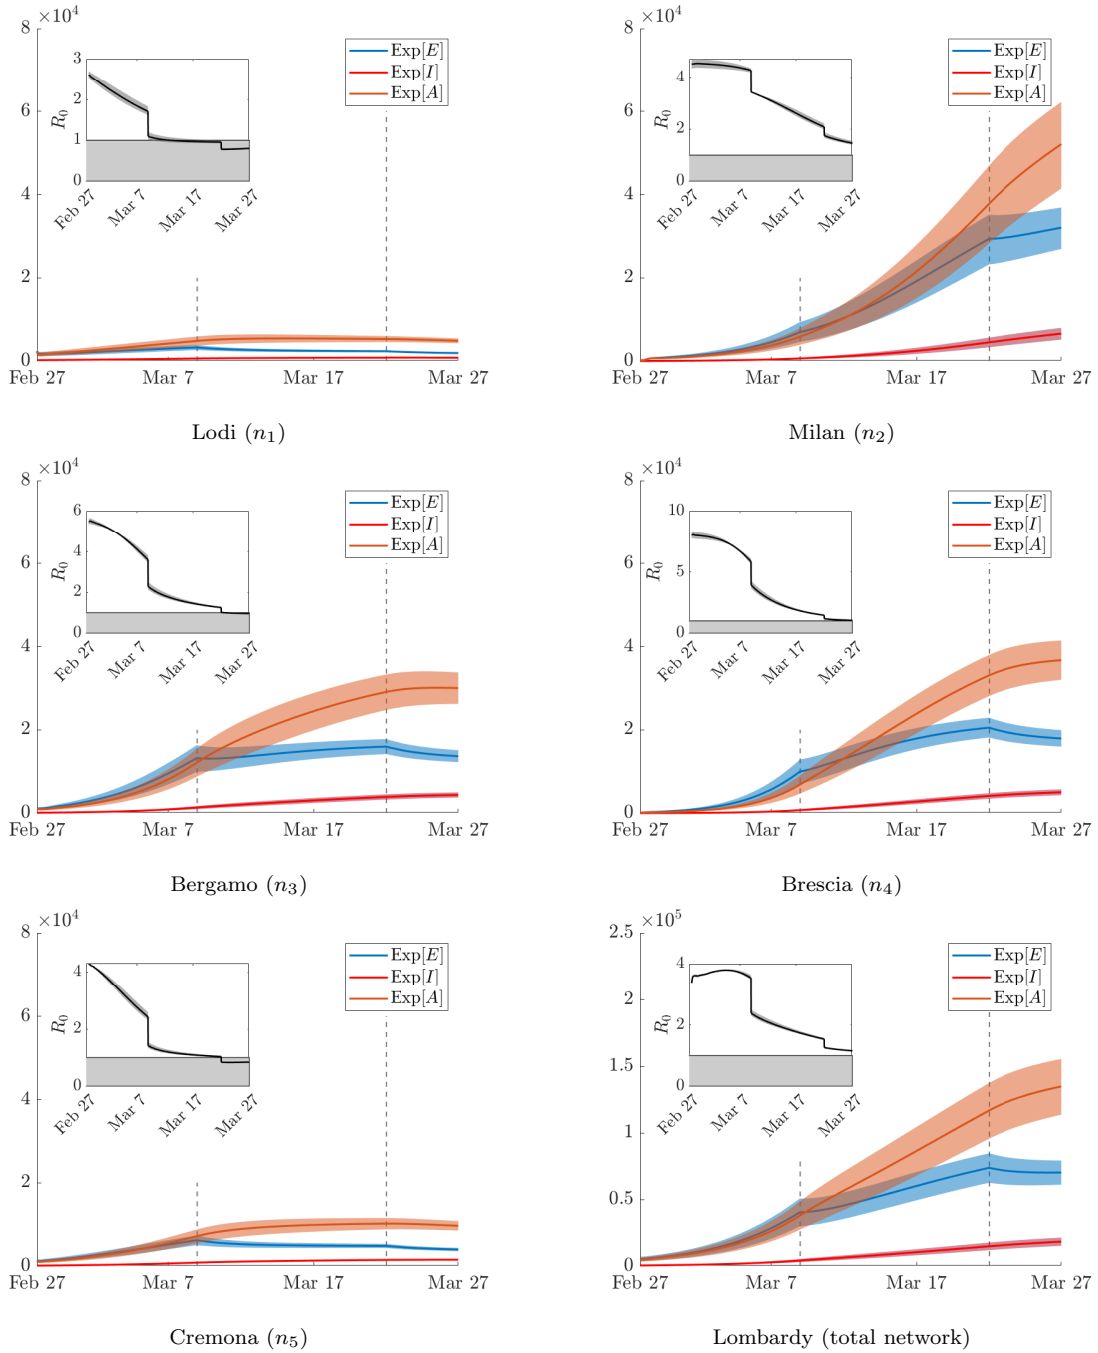 ×10⁴
8
6
4
2
0
Feb 27
Mar 7
Mar 17
Mar 27
Exp[E]
Exp[I]
Exp[A]
R₀
3
2
1
0
Feb 27
Mar 7
Mar 17
Mar 27
Lodi (n₁)
×10⁴
8
6
4
2
0
Feb 27
Mar 7
Mar 17
Mar 27
Exp[E]
Exp[I]
Exp[A]
R₀
4
2
0
Feb 27
Mar 7
Mar 17
Mar 27
Milan (n₂)
×10⁴
8
6
4
2
0
Feb 27
Mar 7
Mar 17
Mar 27
Exp[E]
Exp[I]
Exp[A]
R₀
6
4
2
0
Feb 27
Mar 7
Mar 17
Mar 27
Bergamo (n₃)
×10⁴
8
6
4
2
0
Feb 27
Mar 7
Mar 17
Mar 27
Exp[E]
Exp[I]
Exp[A]
R₀
10
5
0
Feb 27
Mar 7
Mar 17
Mar 27
Brescia (n₄)
×10⁴
8
6
4
2
0
Feb 27
Mar 7
Mar 17
Mar 27
Exp[E]
Exp[I]
Exp[A]
R₀
4
2
0
Feb 27
Mar 7
Mar 17
Mar 27
Cremona (n₅)
×10⁵
2.5
2
1.5
1
0.5
0
Feb 27
Mar 7
Mar 17
Mar 27
Exp[E]
Exp[I]
Exp[A]
R₀
4
2
0
Feb 27
Mar 7
Mar 17
Mar 27
Lombardy (total network)